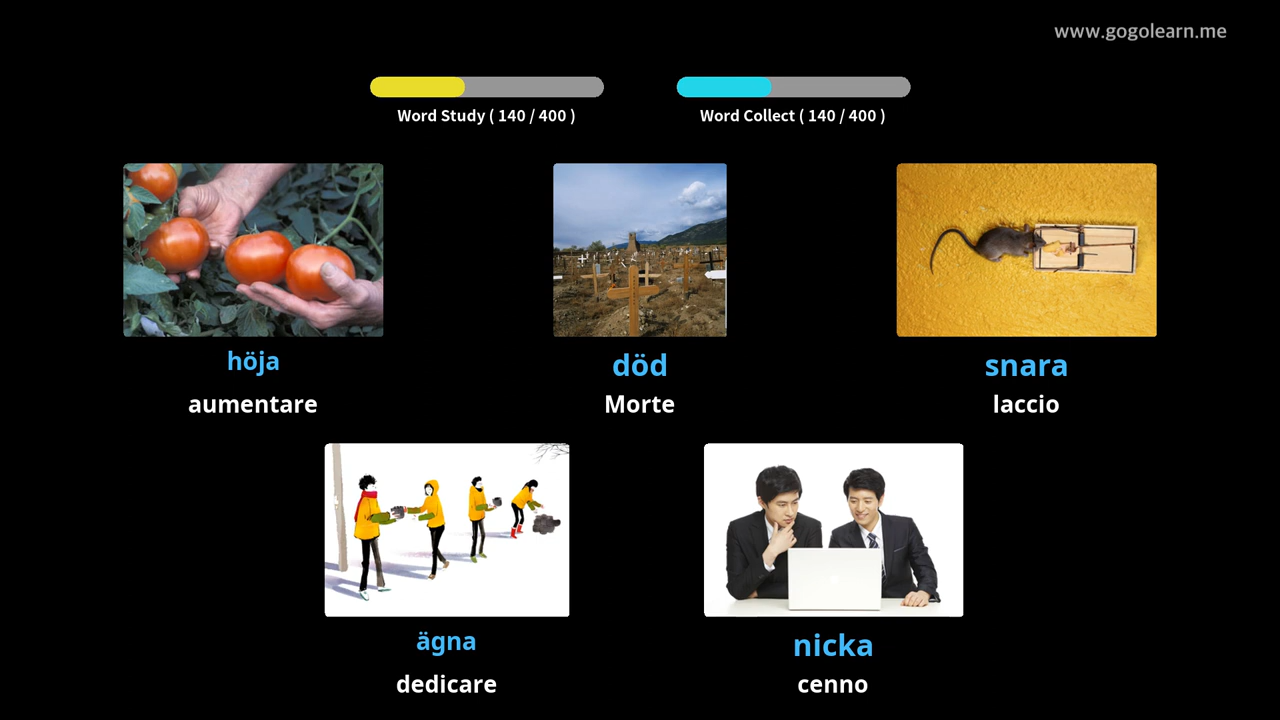 www.gogolearn.me
Word Study ( 140 / 400 )
Word Collect ( 140 / 400 )
höja
död
snara
aumentare
Morte
laccio
ägna
nicka
dedicare
cenno